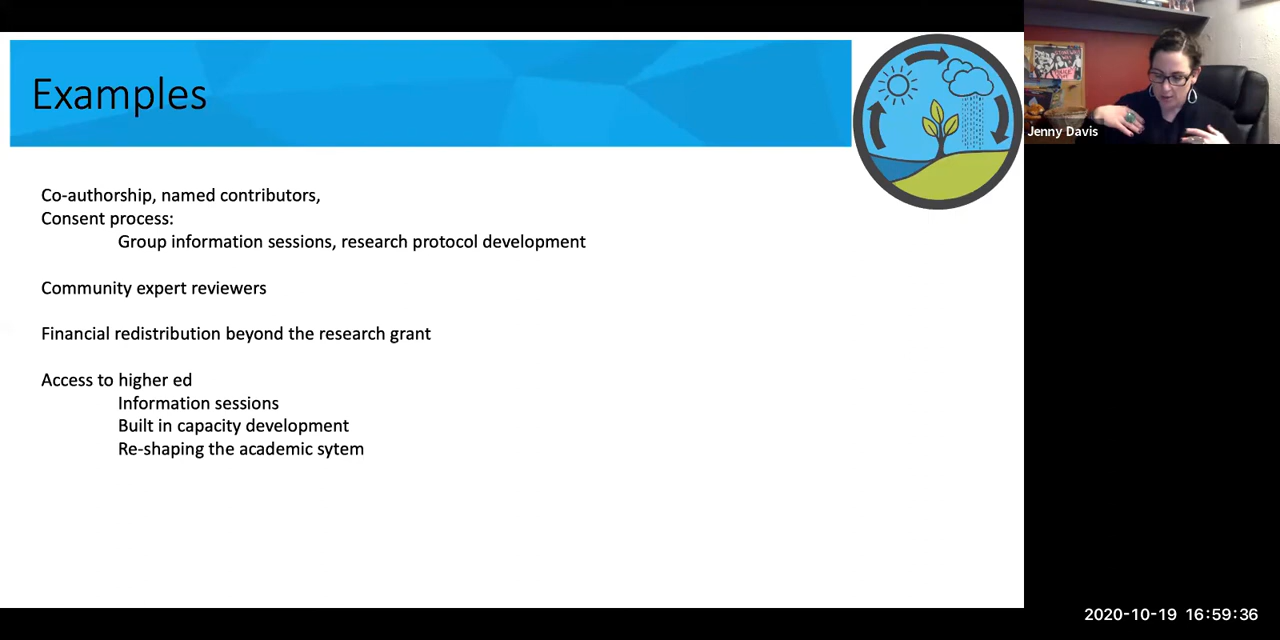 Examples
Co-authorship, named contributors,
Consent process:
Group information sessions, research protocol development
Community expert reviewers
Financial redistribution beyond the research grant
Access to higher ed
Information sessions
Built in capacity development
Re-shaping the academic sytem
Jenny Davis
2020-10-19 16:59:36